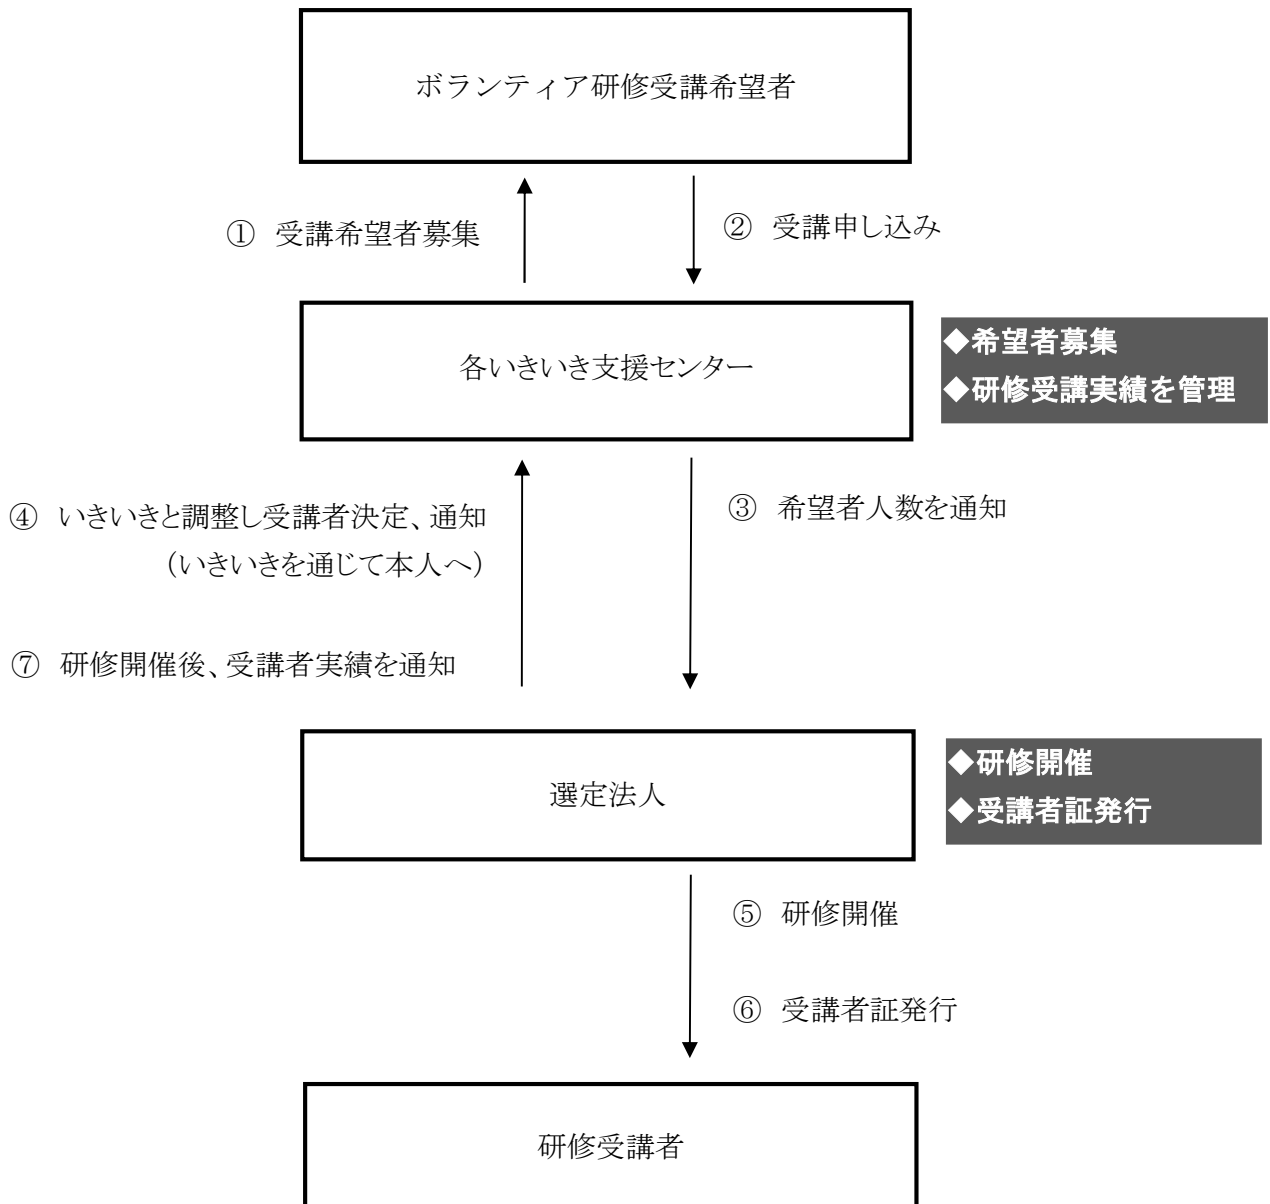 ボランティア研修受講希望者
① 受講希望者募集
② 受講申し込み
各いきいき支援センター
◆希望者募集
◆研修受講実績を管理
③ 希望者人数を通知
④ いきいきと調整し受講者決定、通知
(いきいきを通じて本人へ)
⑦ 研修開催後、受講者実績を通知
選定法人
◆研修開催
◆受講者証発行
⑤ 研修開催
⑥ 受講者証発行
研修受講者